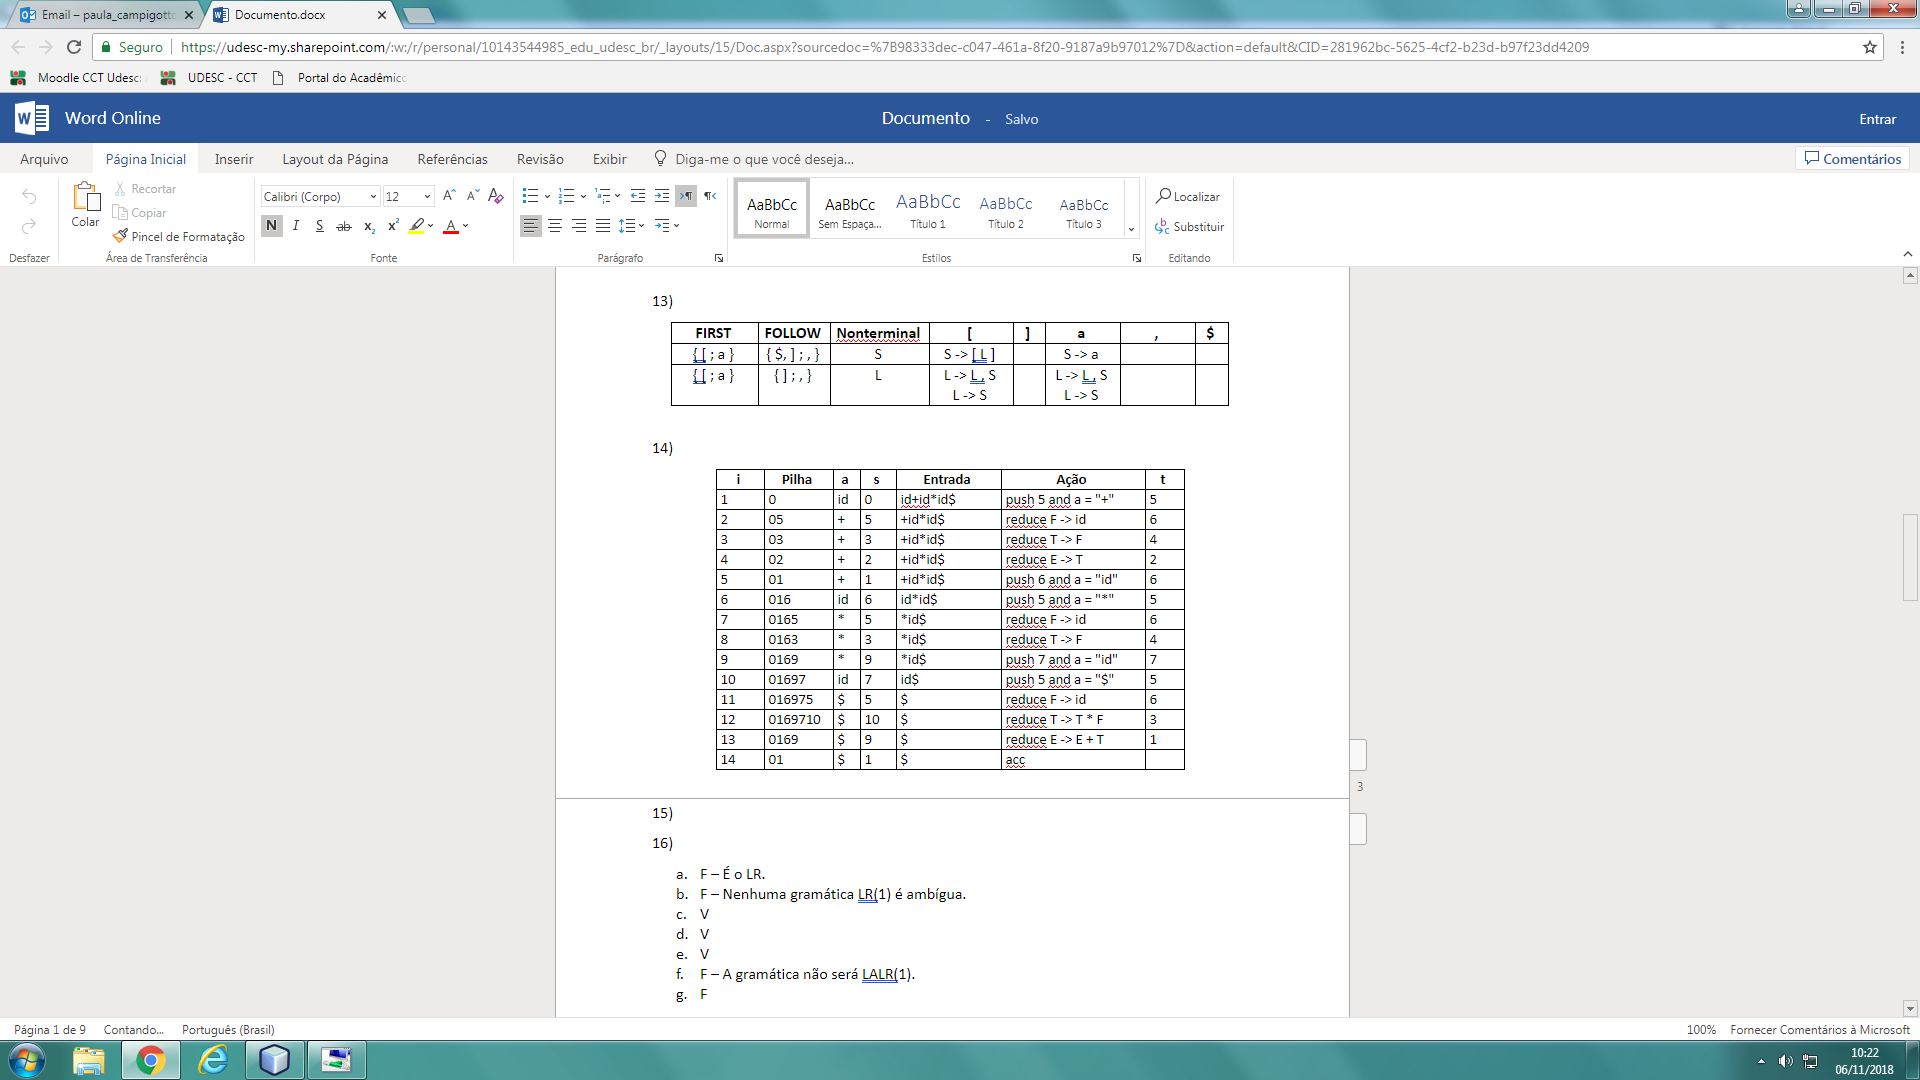 Email – paula_campigotto
Documento.docx
Seguro | https://udesc-my.sharepoint.com/:w:/r/personal/10143544985_edu_udesc_br/_layouts/15/Doc.aspx?sourcedoc=%7B98333dec-c047-461a-8f20-9187a9b97012%7D&action=default&CID=281962bc-5625-4cf2-b23d-b97f23dd4209
Moodle CCT Udesc: UDESC - CCT Portal do Acadêmico
Word Online Documento - Salvo Entrar
Arquivo Página Inicial Inserir Layout da Página Referências Revisão Exibir Diga-me o que você deseja... Comentários
Colar Recortar
Copiar
Pincel de Formatação
Calibri (Corpo) 12
N I S ab x₂ x² A
AaBbCc AaBbCc AaBbCc AaBbCc AaBbCc
Normal Sem Espaça... Título 1 Título 2 Título 3
Localizar
Substituir
Desfazer Área de Transferência Fonte Parágrafo Estilos Editando
13)
FIRST FOLLOW Nonterminal [ ] a , $
{ [ ; a } { $, ] ; , } S S -> [ L ] S -> a
{ [ ; a } { ] ; , } L L -> L , S L -> L , S
L -> S L -> S
14)
i Pilha a s Entrada Ação t
1 0 id 0 id+id*id$ push 5 and a = "+" 5
2 05 + 5 +id*id$ reduce F -> id 6
3 03 + 3 +id*id$ reduce T -> F 4
4 02 + 2 +id*id$ reduce E -> T 2
5 01 + 1 +id*id$ push 6 and a = "id" 6
6 016 id 6 id*id$ push 5 and a = "*" 5
7 0165 * 5 *id$ reduce F -> id 6
8 0163 * 3 *id$ reduce T -> F 4
9 0169 * 9 *id$ push 7 and a = "id" 7
10 01697 id 7 id$ push 5 and a = "$" 5
11 016975 $ 5 $ reduce F -> id 6
12 0169710 $ 10 $ reduce T -> T * F 3
13 0169 $ 9 $ reduce E -> E + T 1
14 01 $ 1 $ acc
3
15)
16)
a. F – É o LR.
b. F – Nenhuma gramática LR(1) é ambígua.
c. V
d. V
e. V
f. F – A gramática não será LALR(1).
g. F
Página 1 de 9 Contando... Português (Brasil) 100% Fornecer Comentários à Microsoft
10:22
06/11/2018